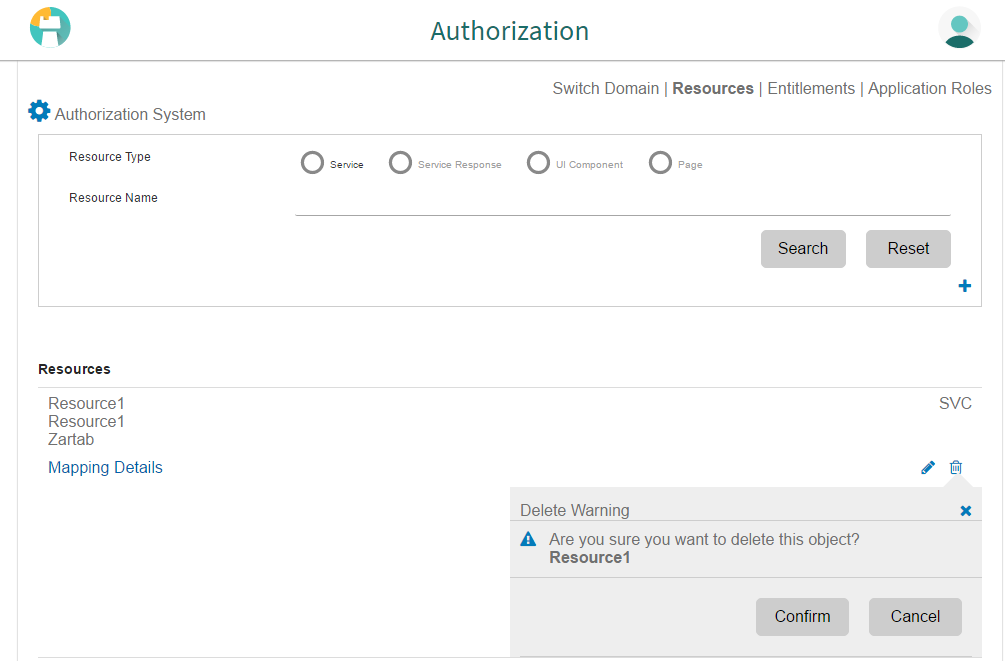 Authorization
Switch Domain | Resources | Entitlements | Application Roles
Authorization System
Resource Type
Service
Service Response
UI Component
Page
Resource Name
Search
Reset
Resources
Resource1
SVC
Resource1
Zartab
Mapping Details
Delete Warning
Are you sure you want to delete this object?
Resource1
Confirm
Cancel